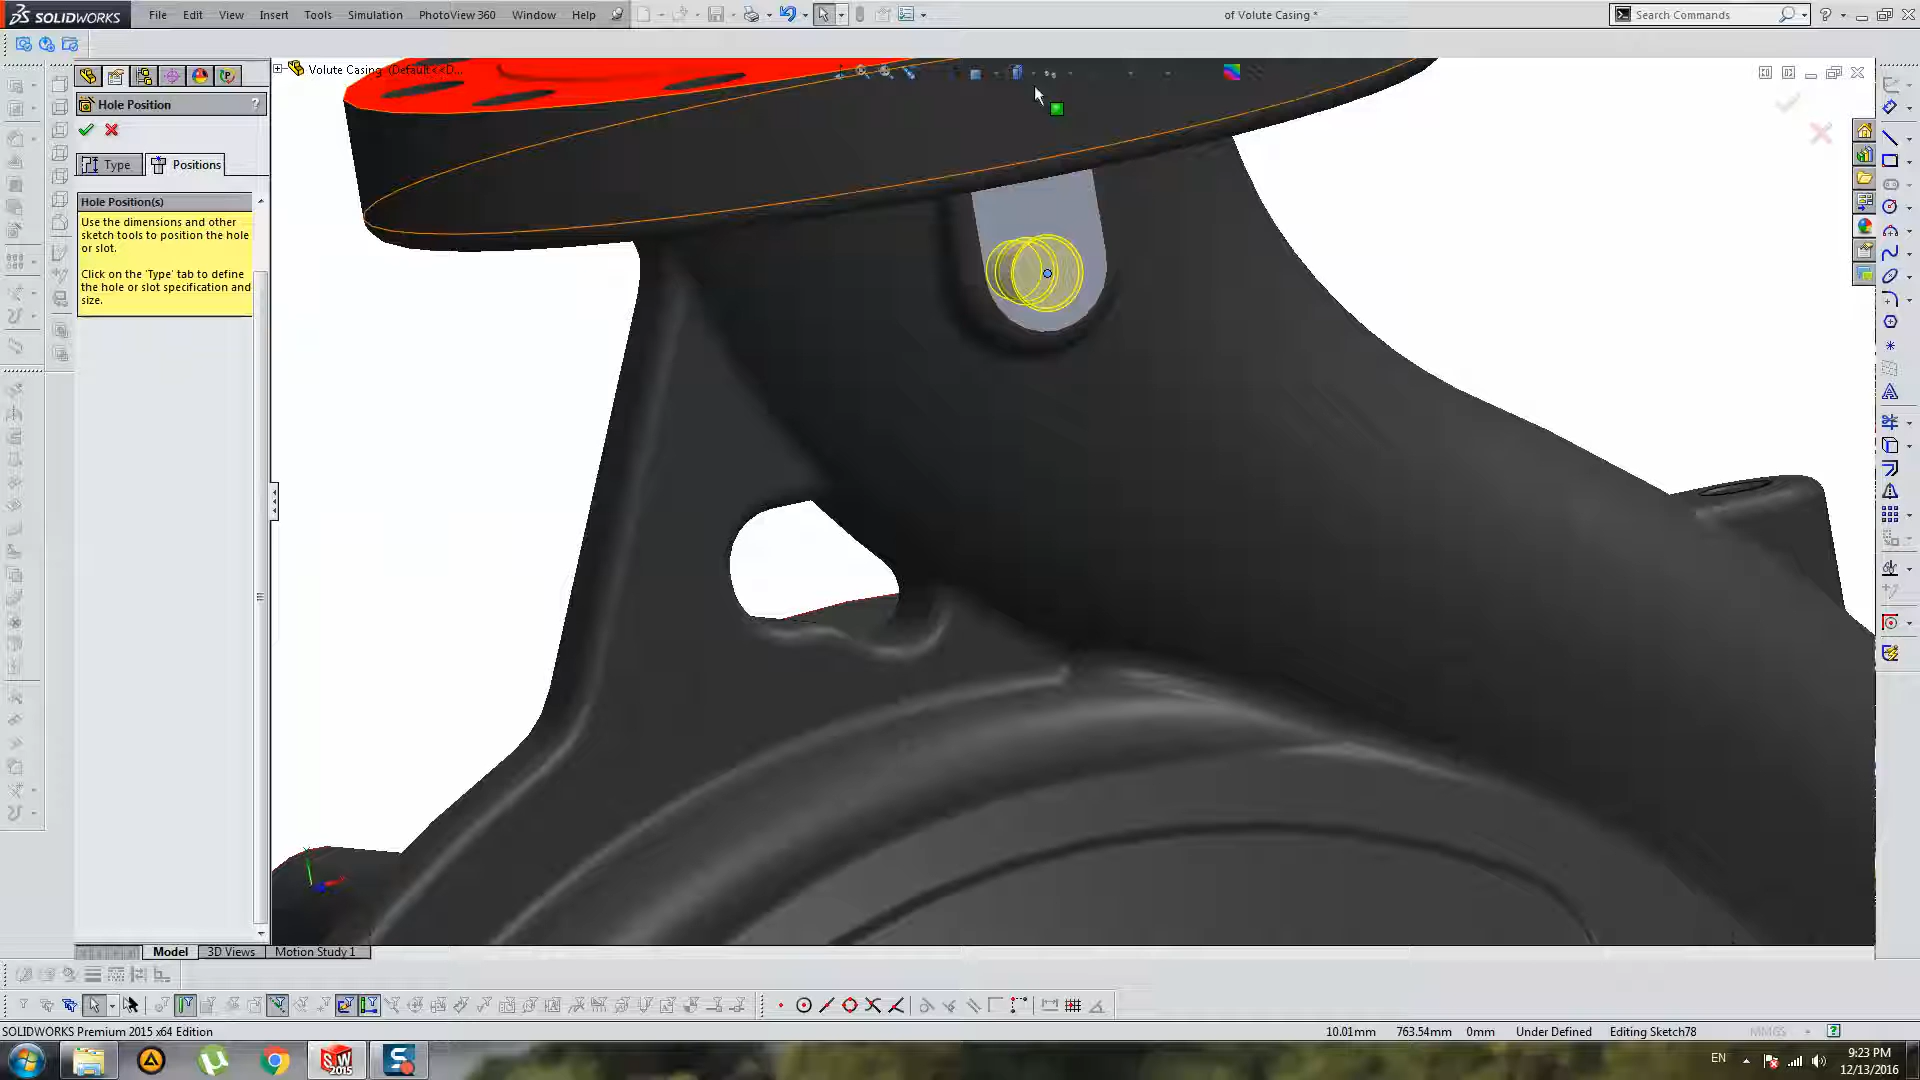 SOLIDWORKS File Edit View Insert Tools Simulation PhotoView 360 Window Help of Volute Casing * Search Commands
Volute Casing (Default<<D...
Hole Position ?
Type Positions
Hole Position(s)
Use the dimensions and other
sketch tools to position the hole
or slot.
Click on the 'Type' tab to define
the hole or slot specification and
size.
Model 3D Views Motion Study 1
SOLIDWORKS Premium 2015 x64 Edition 10.01mm 763.54mm 0mm Under Defined Editing Sketch78 MMGS
EN 9:23 PM
12/13/2016
SW
2015